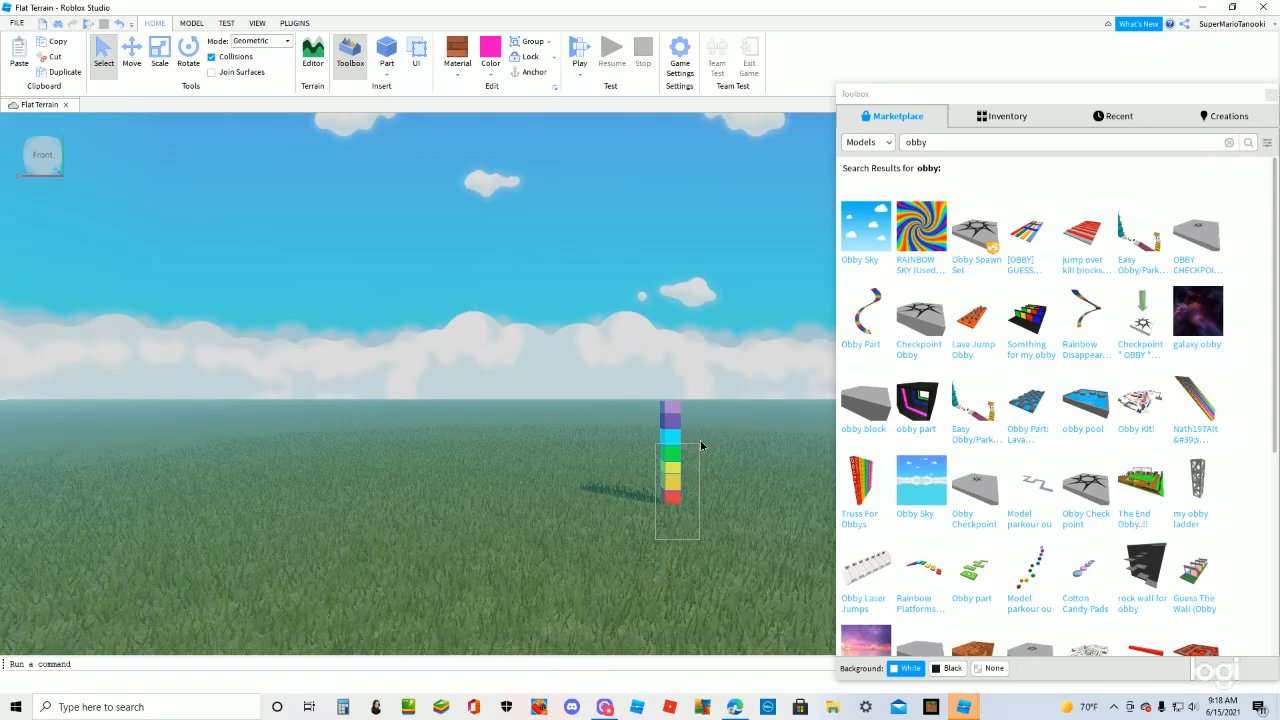 Flat Terrain - Roblox Studio
FILE HOME MODEL TEST VIEW PLUGINS What's New SuperMarioTanooki
Paste Copy Cut Duplicate Clipboard
Select Move Scale Rotate Mode: Geometric Collisions Join Surfaces Tools
Editor Terrain
Toolbox Part UI Insert
Material Color Group Lock Anchor Edit
Play Resume Stop Test
Game Settings Settings
Team Test Exit Game Team Test
Flat Terrain
Front
Toolbox
Marketplace Inventory Recent Creations
Models obby
Search Results for obby:
Obby Sky RAINBOW SKY (Used... Obby Spawn Set [OBBY] GUESS... jump over kill blocks... Easy Obby/Park... OBBY CHECKPOI...
Obby Part Checkpoint Obby Lava Jump Obby Somthing for my obby Rainbow Disappear... Checkpoint " OBBY "... galaxy obby
obby block obby part Easy Obby/Park... Obby Part: Lava... obby pool Obby Kit! Nath197Alt &#39;s...
Truss For Obbys Obby Sky Obby Checkpoint Model parkour ou Obby Check point The End Obby..!! my obby ladder
Obby Laser Jumps Rainbow Platforms... Obby part Model parkour ou Cotton Candy Pads rock wall for obby Guess The Wall (Obby
Background: White Black None
logi
Run a command
Type here to search
70°F
9:18 AM
6/15/2021